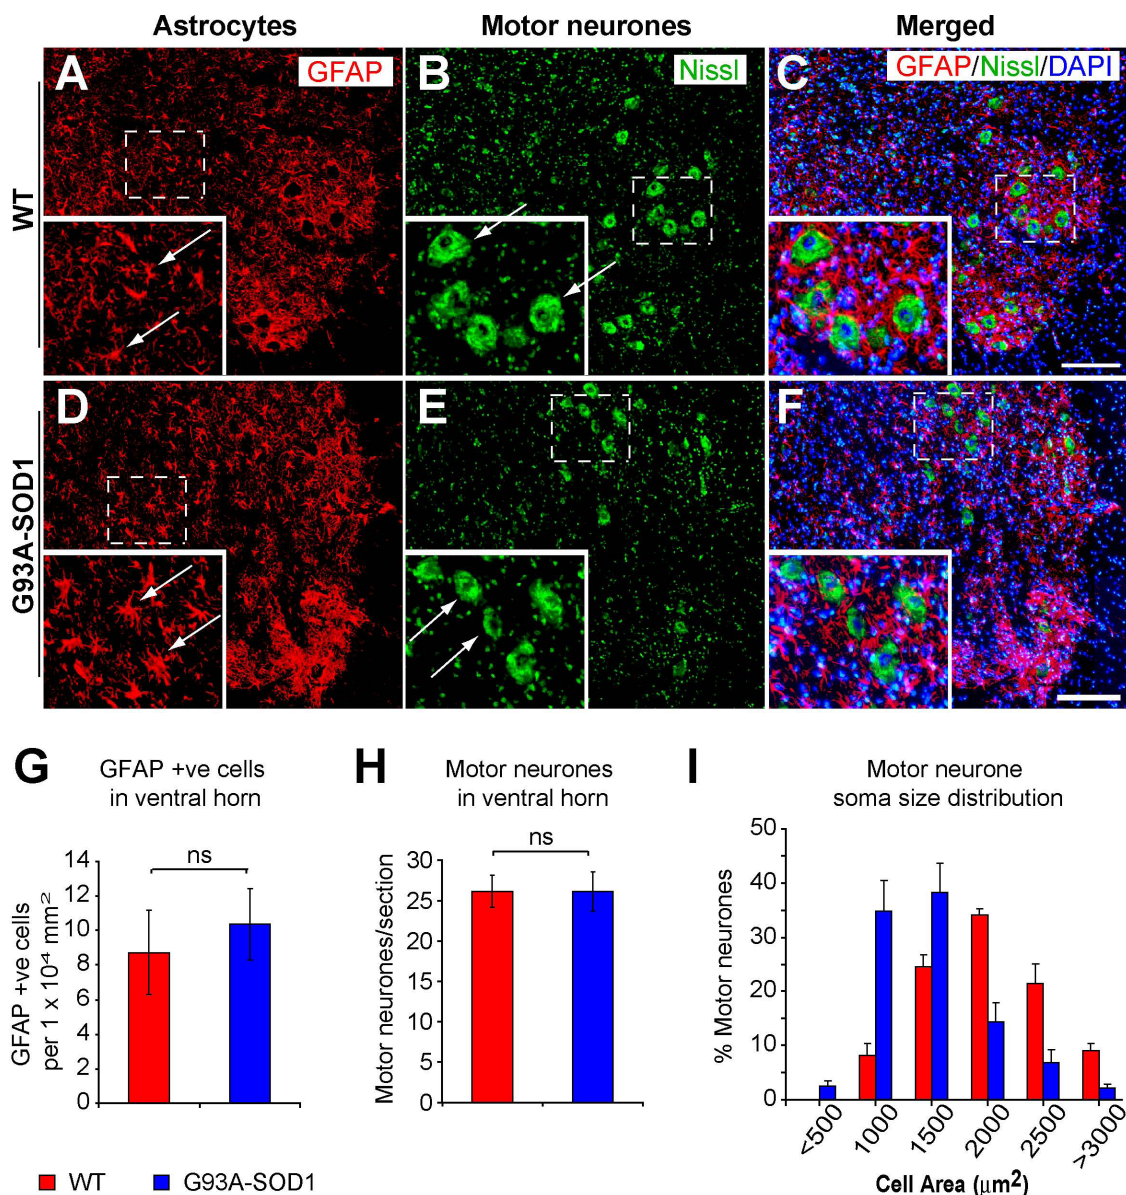 Astrocytes
Motor neurones
Merged
WT
A
GFAP
B
Nissl
C
GFAP/Nissl/DAPI
G93A-SOD1
D
E
F
G
GFAP +ve cells
in ventral horn
GFAP +ve cells
per 1 x 10⁻⁴ mm²
14
12
10
8
6
4
2
0
ns
H
Motor neurones
in ventral horn
Motor neurones/section
30
25
20
15
10
5
0
ns
I
Motor neurone
soma size distribution
% Motor neurones
50
40
30
20
10
0
<500
1000
1500
2000
2500
>3000
Cell Area (μm²)
WT
G93A-SOD1